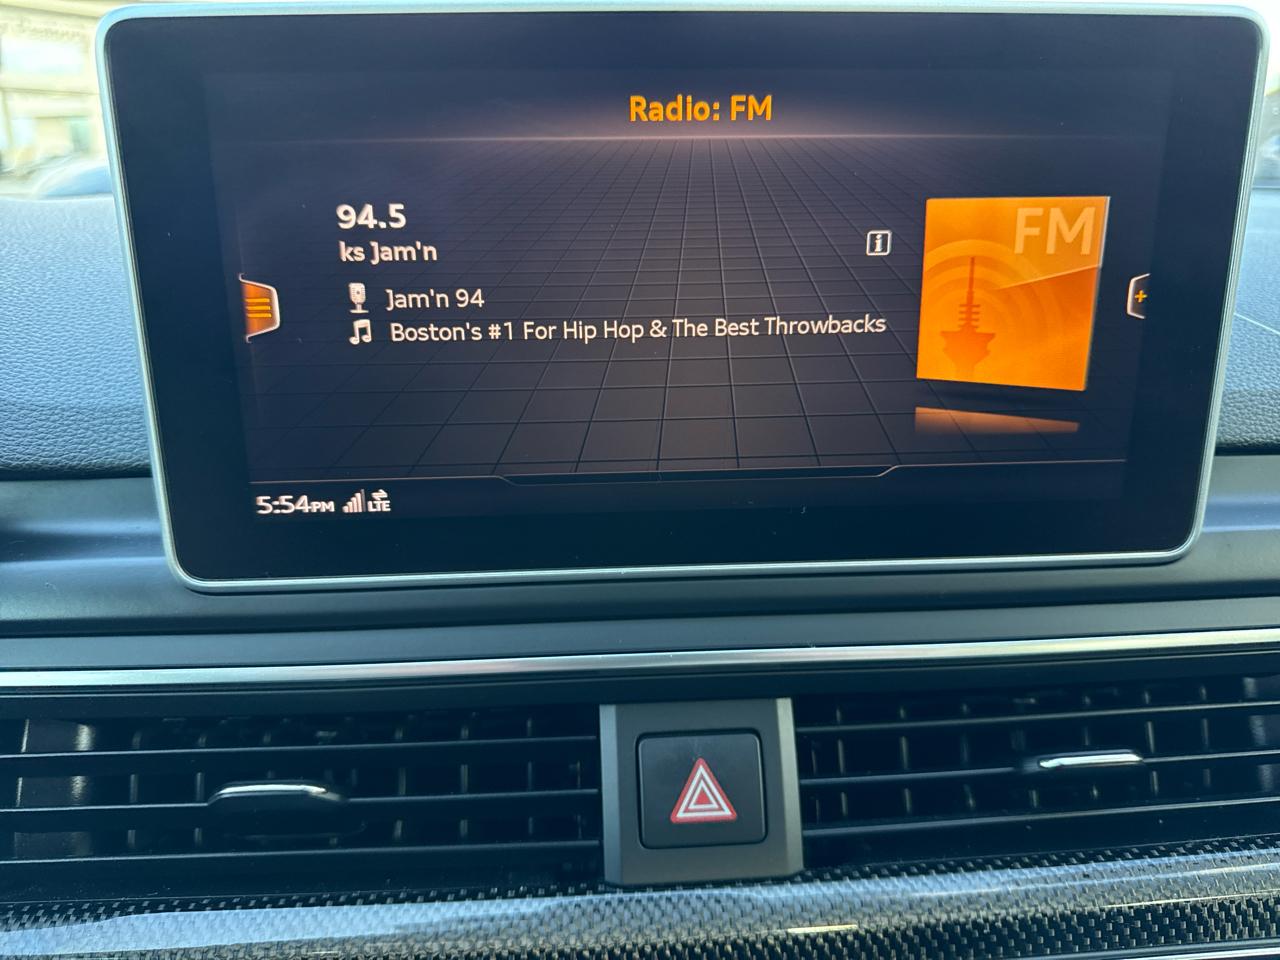 Radio: FM
94.5
ks Jam'n
Jam'n 94
Boston's #1 For Hip Hop & The Best Throwbacks
FM
5:54PM LTE